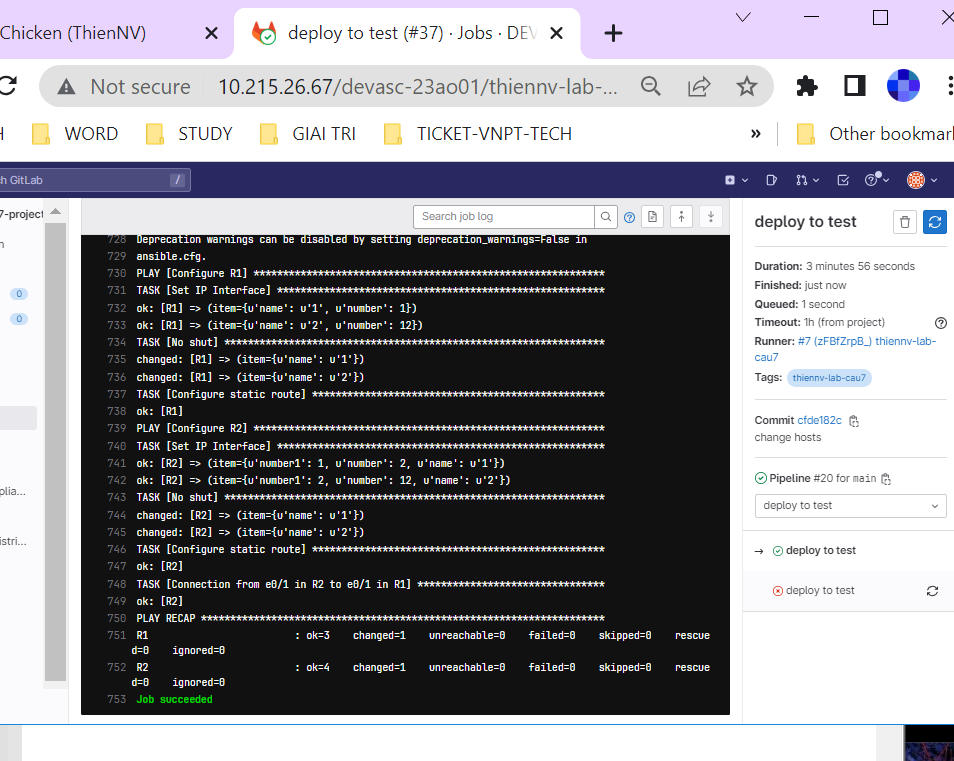 Chicken (ThienNV)
deploy to test (#37) · Jobs · DEV
Not secure
10.215.26.67/devasc-23ao01/thiennv-lab-...
WORD
STUDY
GIAI TRI
TICKET-VNPT-TECH
»
Other bookmark
ch GitLab
/
7-project
0
0
plia...
istri...
Search job log
728 Deprecation warnings can be disabled by setting deprecation_warnings=False in
729 ansible.cfg.
730 PLAY [Configure R1] ************************************************************
731 TASK [Set IP Interface] ********************************************************
732 ok: [R1] => (item={u'name': u'1', u'number': 1})
733 ok: [R1] => (item={u'name': u'2', u'number': 12})
734 TASK [No shut] *****************************************************************
735 changed: [R1] => (item={u'name': u'1'})
736 changed: [R1] => (item={u'name': u'2'})
737 TASK [Configure static route] **************************************************
738 ok: [R1]
739 PLAY [Configure R2] ************************************************************
740 TASK [Set IP Interface] ********************************************************
741 ok: [R2] => (item={u'number1': 1, u'number': 2, u'name': u'1'})
742 ok: [R2] => (item={u'number1': 2, u'number': 12, u'name': u'2'})
743 TASK [No shut] *****************************************************************
744 changed: [R2] => (item={u'name': u'1'})
745 changed: [R2] => (item={u'name': u'2'})
746 TASK [Configure static route] **************************************************
747 ok: [R2]
748 TASK [Connection from e0/1 in R2 to e0/1 in R1] ********************************
749 ok: [R2]
750 PLAY RECAP *********************************************************************
751 R1 : ok=3 changed=1 unreachable=0 failed=0 skipped=0 rescue
d=0 ignored=0
752 R2 : ok=4 changed=1 unreachable=0 failed=0 skipped=0 rescue
d=0 ignored=0
753 Job succeeded
deploy to test
Duration: 3 minutes 56 seconds
Finished: just now
Queued: 1 second
Timeout: 1h (from project)
Runner: #7 (zFBfZrpB_) thiennv-lab-
cau7
Tags: thiennv-lab-cau7
Commit cfde182c
change hosts
Pipeline #20 for main
deploy to test
→ deploy to test
deploy to test